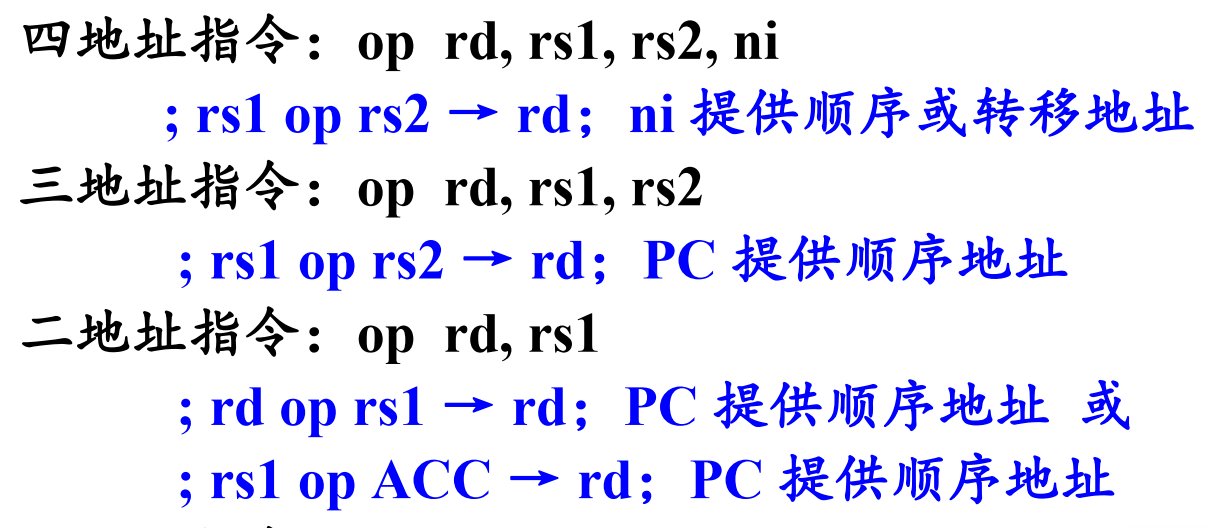 四地址指令：op rd, rs1, rs2, ni
; rs1 op rs2 → rd；ni 提供顺序或转移地址
三地址指令：op rd, rs1, rs2
; rs1 op rs2 → rd；PC 提供顺序地址
二地址指令：op rd, rs1
; rd op rs1 → rd；PC 提供顺序地址 或
; rs1 op ACC → rd；PC 提供顺序地址